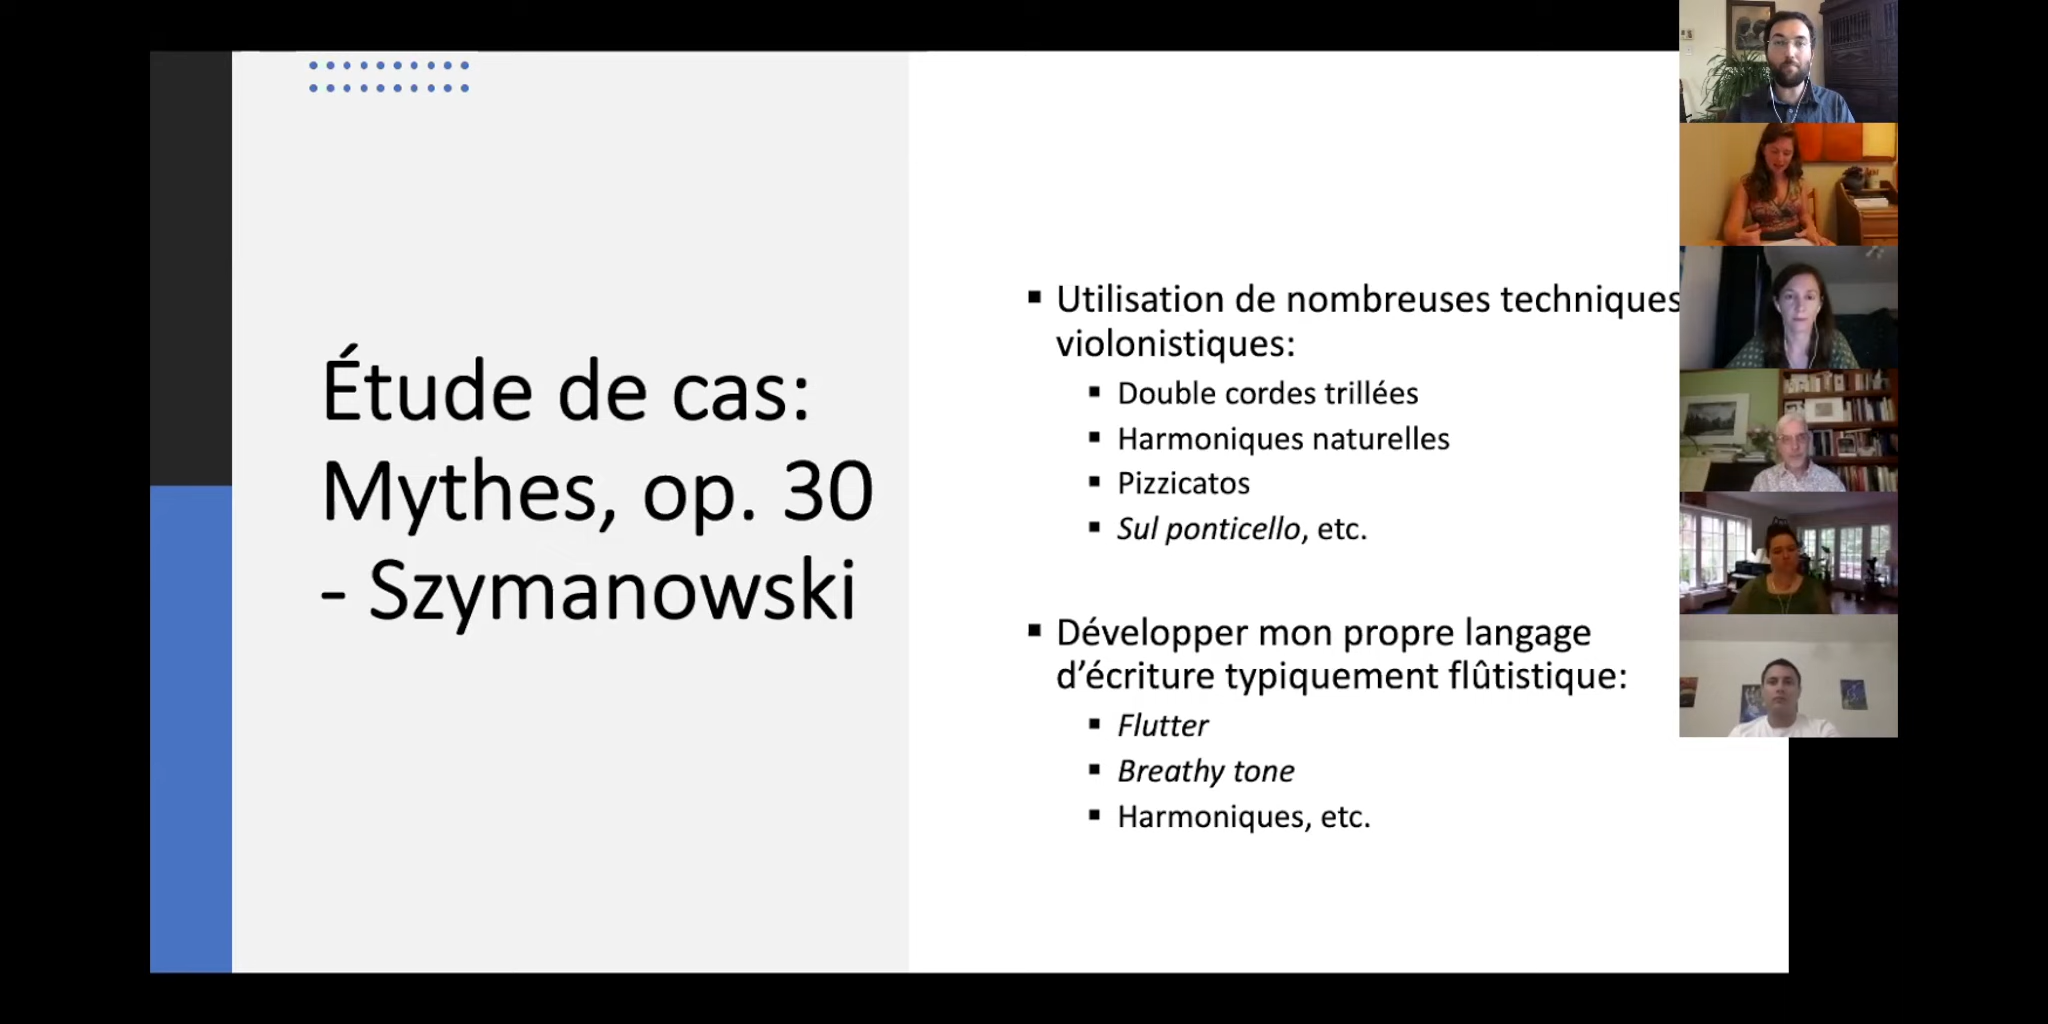 Étude de cas:
Mythes, op. 30
- Szymanowski
▪ Utilisation de nombreuses techniques
violonistiques:
▪ Double cordes trillées
▪ Harmoniques naturelles
▪ Pizzicatos
▪ Sul ponticello, etc.
▪ Développer mon propre langage
d’écriture typiquement flûtistique:
▪ Flutter
▪ Breathy tone
▪ Harmoniques, etc.